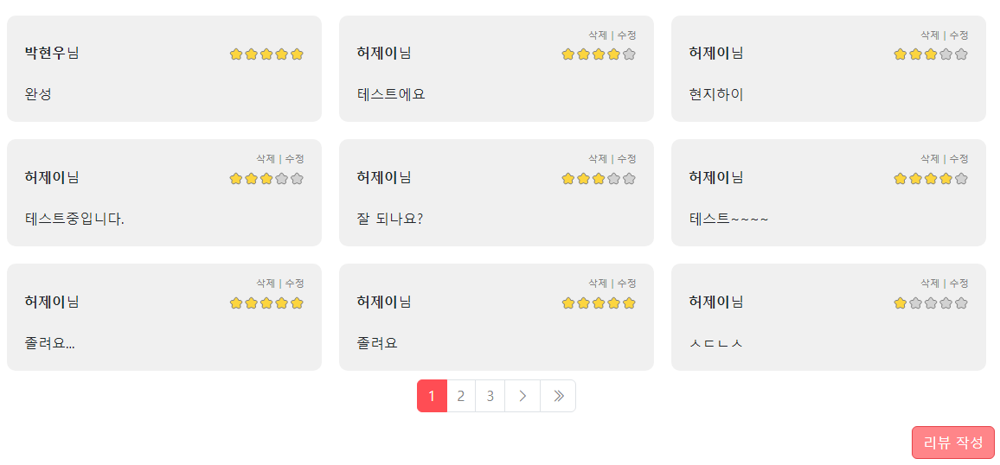 박현우님
완성
삭제 | 수정
허제이님
테스트에요
삭제 | 수정
허제이님
현지하이
삭제 | 수정
허제이님
테스트중입니다.
삭제 | 수정
허제이님
잘 되나요?
삭제 | 수정
허제이님
테스트~~~~
삭제 | 수정
허제이님
졸려요...
삭제 | 수정
허제이님
졸려요
삭제 | 수정
허제이님
ㅅㄷㄴㅅ
1 2 3
리뷰 작성